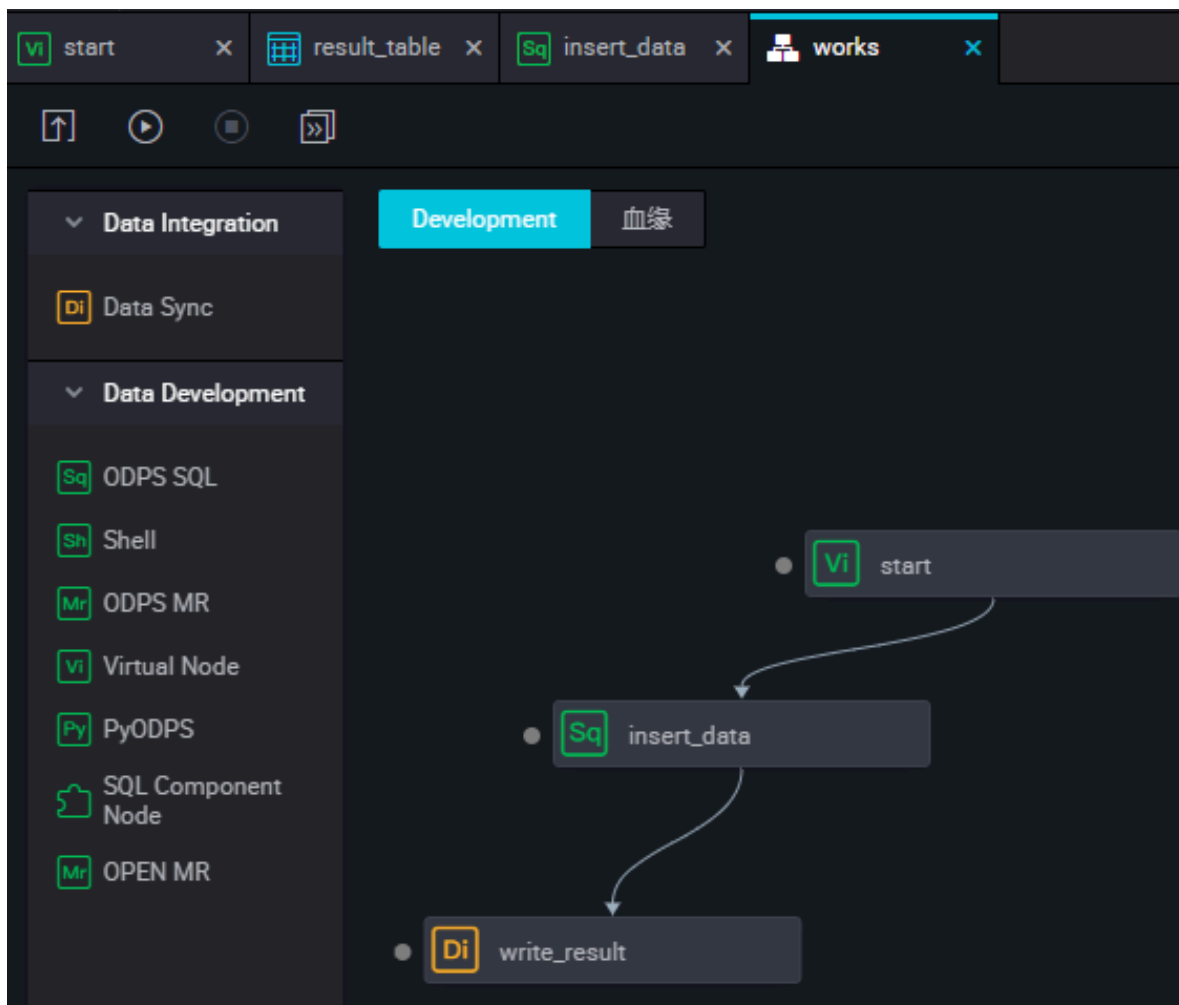 Vi start
result_table
Sq insert_data
works
Data Integration
Di Data Sync
Data Development
Sq ODPS SQL
Sh Shell
Mr ODPS MR
Vi Virtual Node
Py PyODPS
SQL Component
Node
Mr OPEN MR
Development 血缘
Vi start
Sq insert_data
Di write_result